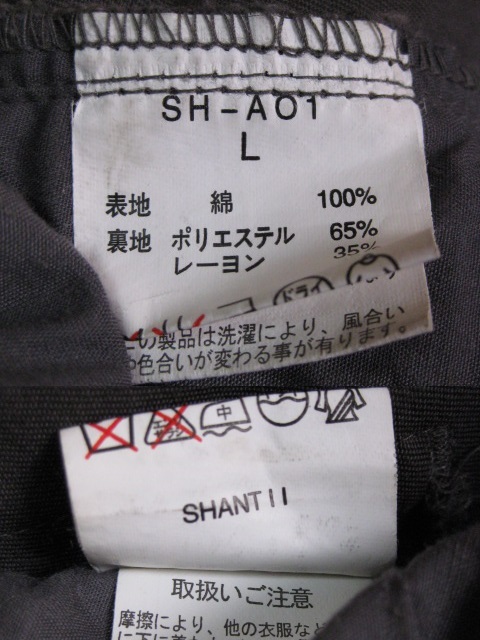 SH-A01
L
表地 綿 100%
裏地 ポリエステル 65%
レーヨン 35%
ドライ
この製品は洗濯により、風合い
や色合いが変わる事が有ります。
中
SHANTII
取扱いご注意
摩擦により、他の衣服など